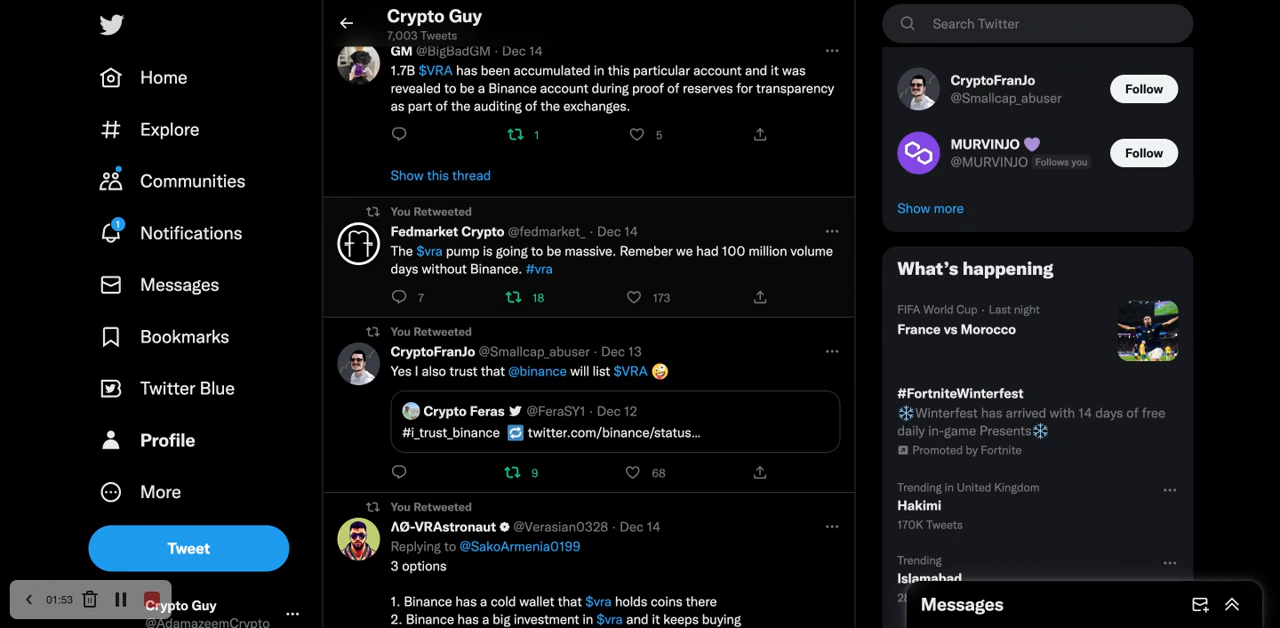 Home
Explore
Communities
1
Notifications
Messages
Bookmarks
Twitter Blue
Profile
More
Tweet
01:53
Crypto Guy
@AdamazeemCrypto
Crypto Guy
7,003 Tweets
GM @BigBadGM · Dec 14
1.7B $VRA has been accumulated in this particular account and it was
revealed to be a Binance account during proof of reserves for transparency
as part of the auditing of the exchanges.
1 5
Show this thread
You Retweeted
Fedmarket Crypto @fedmarket_ · Dec 14
The $vra pump is going to be massive. Remeber we had 100 million volume
days without Binance. #vra
7 18 173
You Retweeted
CryptoFranJo @Smallcap_abuser · Dec 13
Yes I also trust that @binance will list $VRA 🤪
Crypto Feras @FeraSY1 · Dec 12
#i_trust_binance 🔁 twitter.com/binance/status...
9 68
You Retweeted
ΛØ-VRAstronaut @Verasian0328 · Dec 14
Replying to @SakoArmenia0199
3 options
1. Binance has a cold wallet that $vra holds coins there
2. Binance has a big investment in $vra and it keeps buying
Search Twitter
CryptoFranJo
@Smallcap_abuser
Follow
MURVINJO 💜
@MURVINJO Follows you
Follow
Show more
What's happening
FIFA World Cup · Last night
France vs Morocco
#FortniteWinterfest
❄️Winterfest has arrived with 14 days of free
daily in-game Presents❄️
Promoted by Fortnite
Trending in United Kingdom
Hakimi
170K Tweets
Trending
Islamabad
Messages